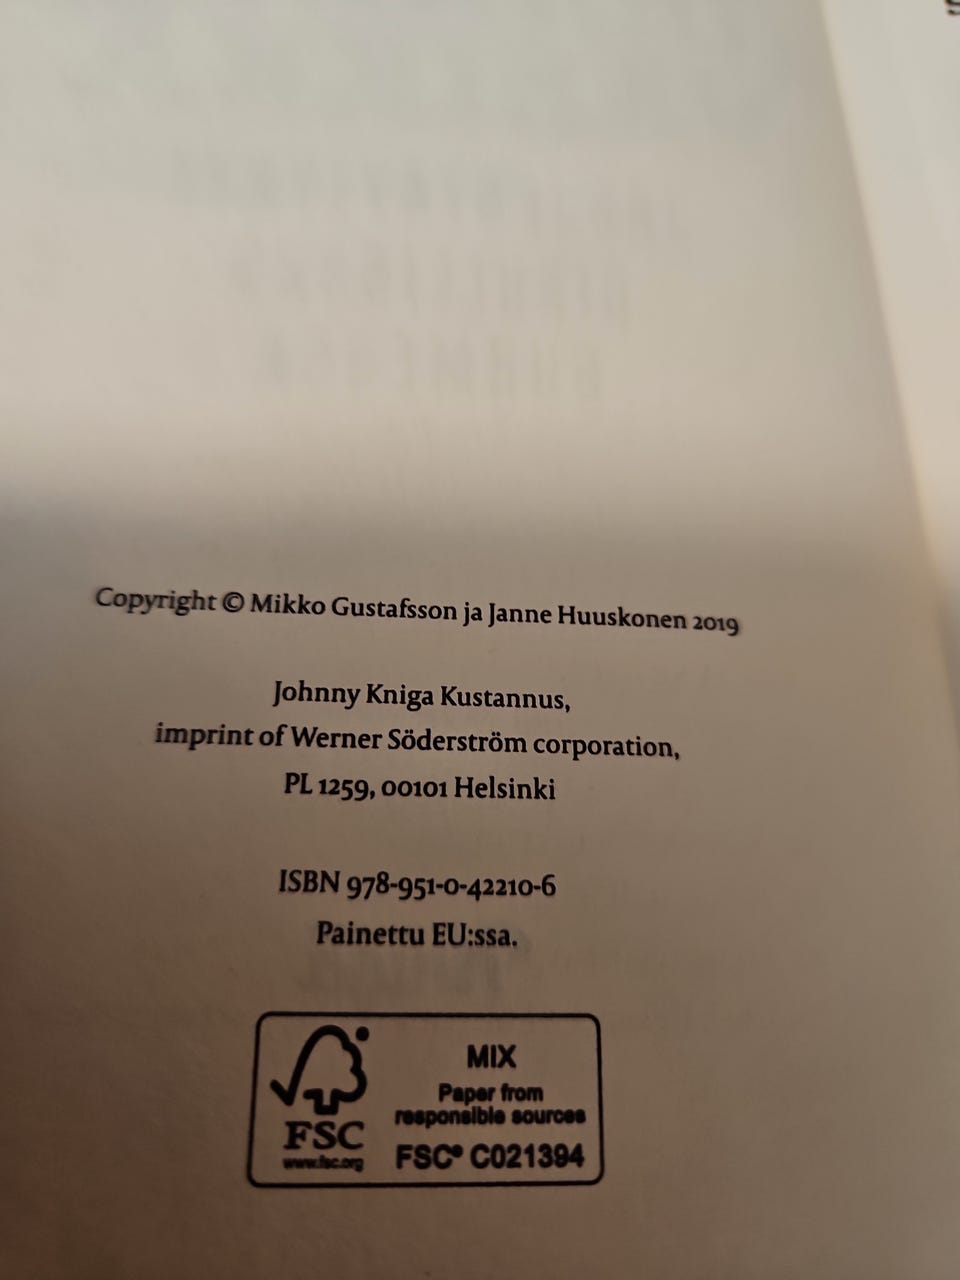 Copyright © Mikko Gustafsson ja Janne Huuskonen 2019
Johnny Kniga Kustannus,
imprint of Werner Söderström corporation,
PL 1259, 00101 Helsinki
ISBN 978-951-0-42210-6
Painettu EU:ssa.
FSC
www.fsc.org
MIX
Paper from
responsible sources
FSC® C021394